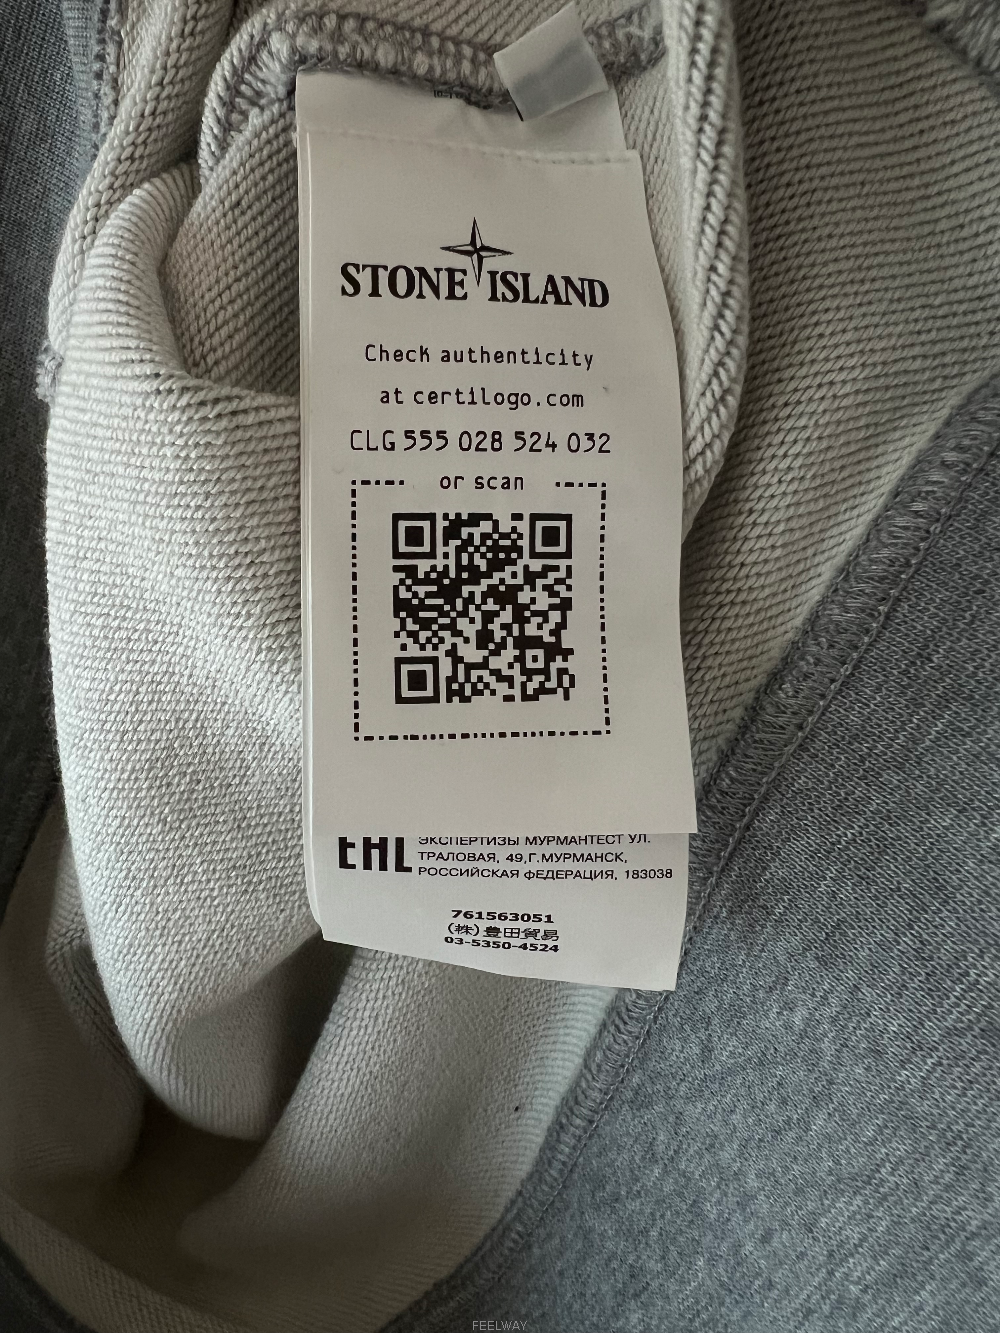 STONE ISLAND
Check authenticity
at certilogo.com
CLG 555 028 524 032
or scan
EAC
ЭКСПЕРТИЗЫ МУРМАНТЕСТ УЛ.
ТРАЛОВАЯ, 49,Г.МУРМАНСК,
РОССИЙСКАЯ ФЕДЕРАЦИЯ, 183038
761563051
(株)豊田貿易
03-5350-4524
FEELWAY